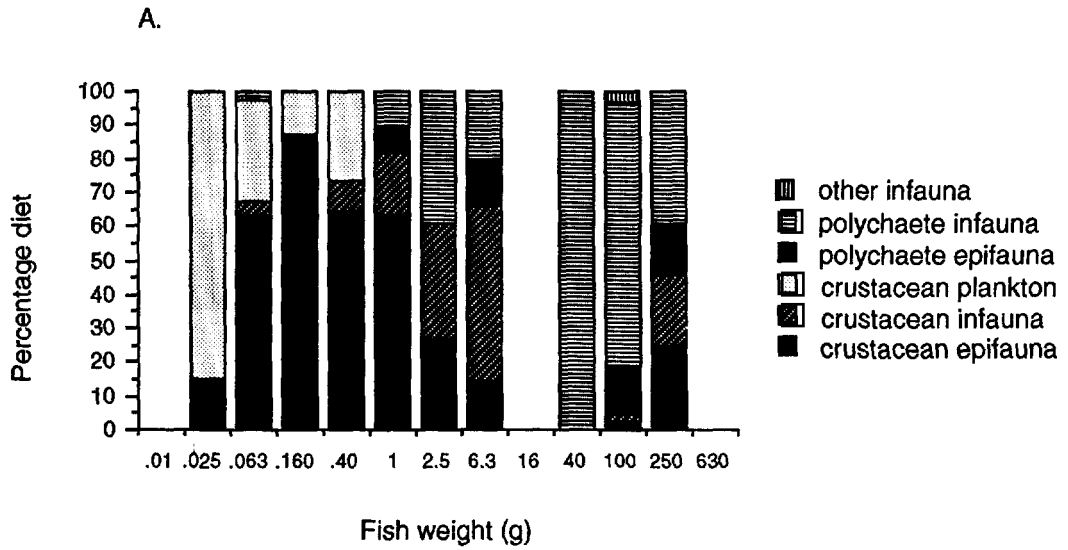 A.
100
90
80
70
60
50
40
30
20
10
0
Percentage diet
.01 .025 .063 .160 .40 1 2.5 6.3 16 40 100 250 630
Fish weight (g)
other infauna
polychaete infauna
polychaete epifauna
crustacean plankton
crustacean infauna
crustacean epifauna